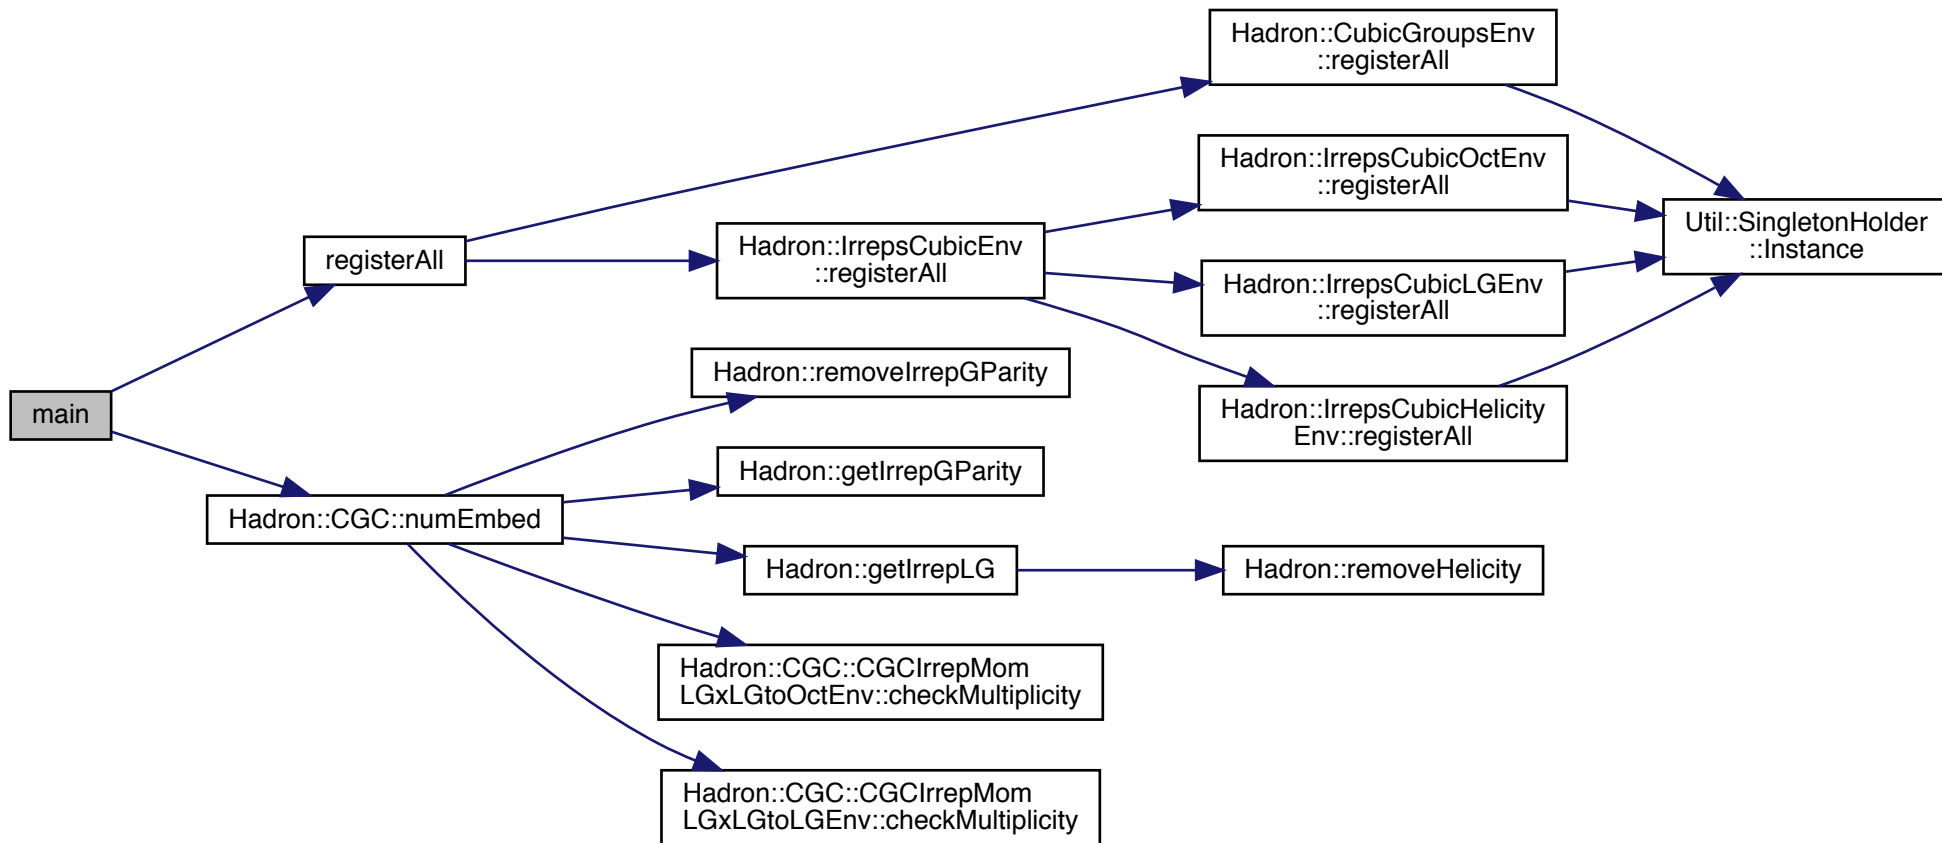 main
registerAll
Hadron::CGC::numEmbed
Hadron::CubicGroupsEnv
::registerAll
Hadron::IrrepsCubicEnv
::registerAll
Hadron::IrrepsCubicOctEnv
::registerAll
Hadron::IrrepsCubicLGEnv
::registerAll
Hadron::IrrepsCubicHelicity
Env::registerAll
Util::SingletonHolder
::Instance
Hadron::removeIrrepGParity
Hadron::getIrrepGParity
Hadron::getIrrepLG
Hadron::removeHelicity
Hadron::CGC::CGCIrrepMom
LGxLGtoOctEnv::checkMultiplicity
Hadron::CGC::CGCIrrepMom
LGxLGtoLGEnv::checkMultiplicity